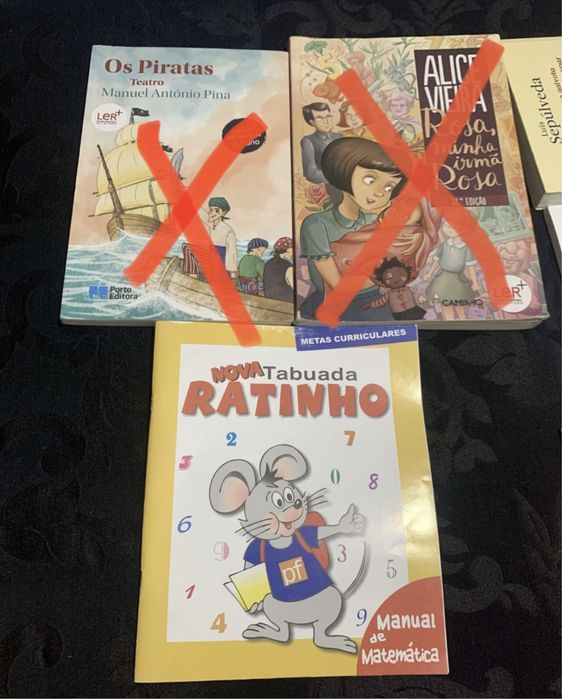 Os Piratas
Teatro
Manuel António Pina
LER+
ano
Porto
Editora
ALICE
VIEIRA
Rosa,
minha
irmã
Rosa
EDIÇÃO
CAMINHO
LER+
Luis
Sepúlveda
METAS CURRICULARES
NOVA Tabuada
RATINHO
2
7
3
0
8
6
9
3
5
1
4
9
pf
Manual
de
Matemática